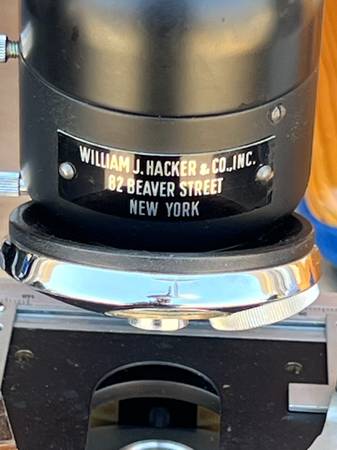 WILLIAM J. HACKER & CO., INC.
82 BEAVER STREET
NEW YORK